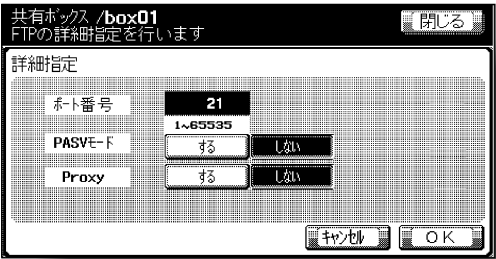 共有ボックス /box01
FTPの詳細指定を行います
閉じる
詳細指定
ポート番号 21
1~65535
PASVモード する しない
Proxy する しない
キャンセル OK